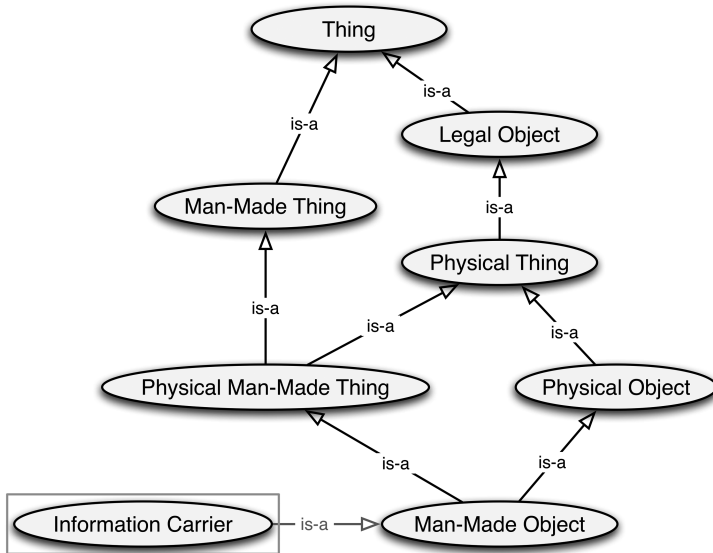 Thing
is-a
is-a
Legal Object
Man-Made Thing
is-a
Physical Thing
is-a
is-a
is-a
Physical Man-Made Thing
Physical Object
is-a
is-a
Information Carrier
is-a
Man-Made Object